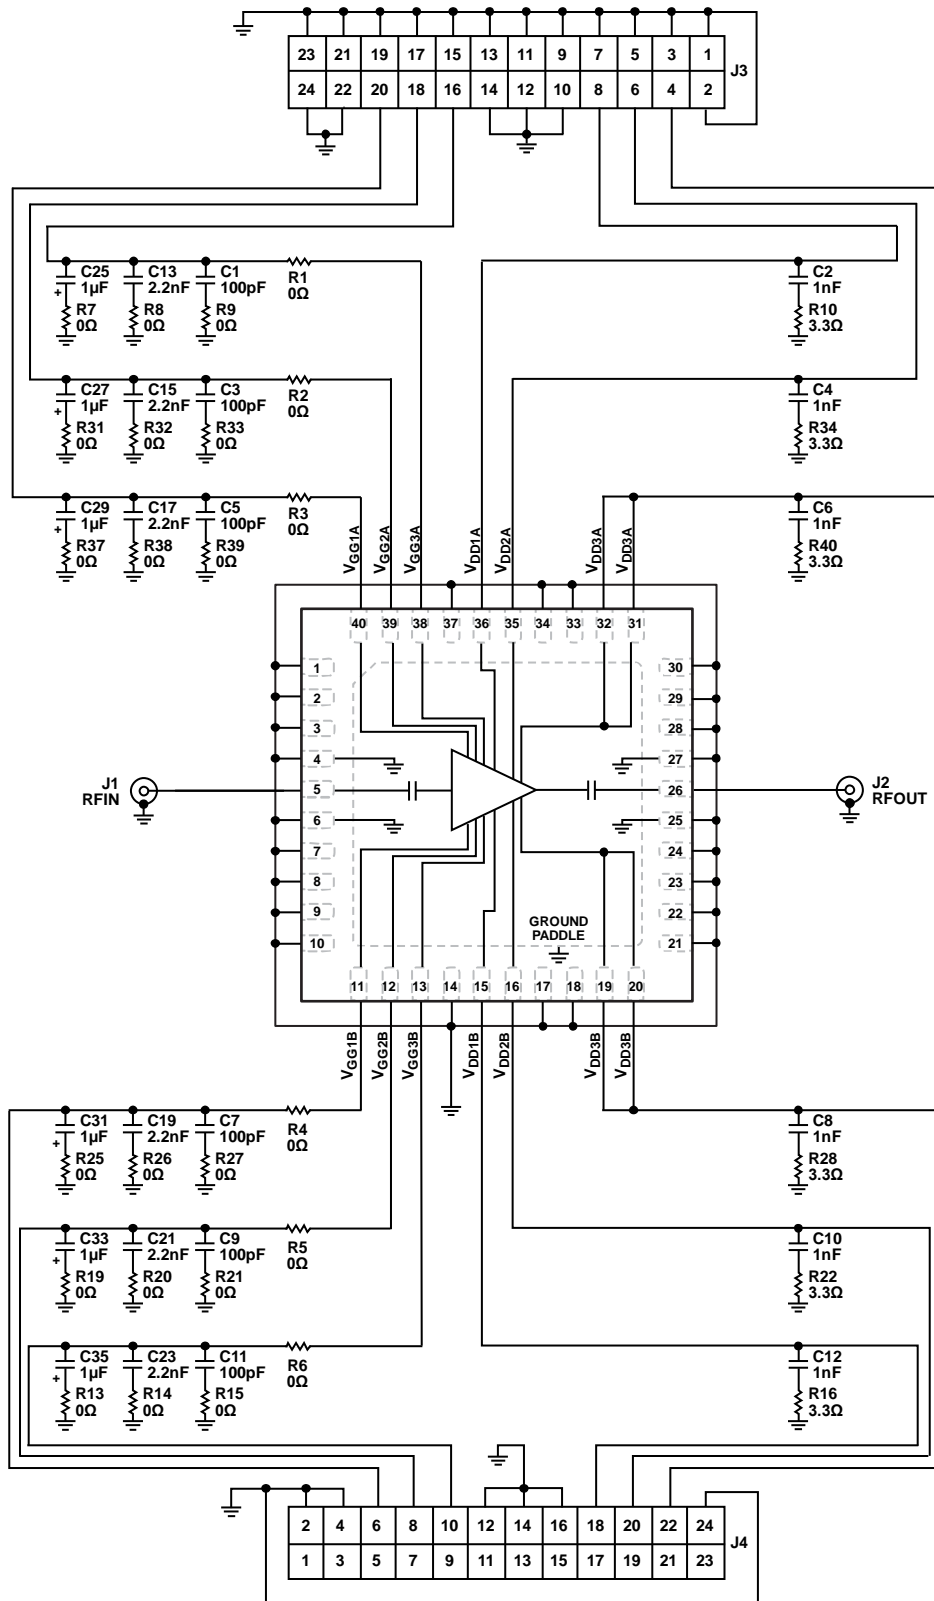 23 21 19 17 15 13 11 9 7 5 3 1
J3
24 22 20 18 16 14 12 10 8 6 4 2
C25 1µF
C13 2.2nF
C1 100pF
R1 0Ω
R7 0Ω
R8 0Ω
R9 0Ω
C2 1nF
R10 3.3Ω
C27 1µF
C15 2.2nF
C3 100pF
R2 0Ω
R31 0Ω
R32 0Ω
R33 0Ω
C4 1nF
R34 3.3Ω
C29 1µF
C17 2.2nF
C5 100pF
R3 0Ω
R37 0Ω
R38 0Ω
R39 0Ω
C6 1nF
R40 3.3Ω
VGG1A VGG2A VGG3A VDD1A VDD2A VDD3A VDD3A
40 39 38 37 36 35 34 33 32 31
1 30
2 29
3 28
4 27
J1 RFIN
5 26
J2 RFOUT
6 25
7 24
8 23
9 22
10 21
GROUND PADDLE
11 12 13 14 15 16 17 18 19 20
VGG1B VGG2B VGG3B VDD1B VDD2B VDD3B VDD3B
C31 1µF
C19 2.2nF
C7 100pF
R4 0Ω
R25 0Ω
R26 0Ω
R27 0Ω
C8 1nF
R28 3.3Ω
C33 1µF
C21 2.2nF
C9 100pF
R5 0Ω
R19 0Ω
R20 0Ω
R21 0Ω
C10 1nF
R22 3.3Ω
C35 1µF
C23 2.2nF
C11 100pF
R6 0Ω
R13 0Ω
R14 0Ω
R15 0Ω
C12 1nF
R16 3.3Ω
2 4 6 8 10 12 14 16 18 20 22 24
J4
1 3 5 7 9 11 13 15 17 19 21 23
+
+
+
+
+
+